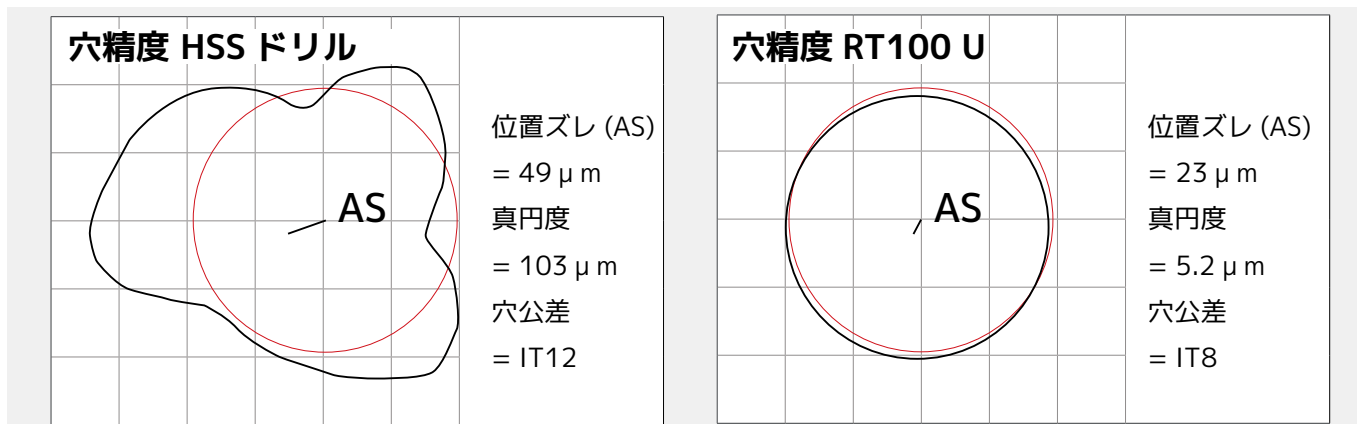 穴精度 HSS ドリル
AS
位置ズレ (AS)
= 49 μ m
真円度
= 103 μ m
穴公差
= IT12
穴精度 RT100 U
AS
位置ズレ (AS)
= 23 μ m
真円度
= 5.2 μ m
穴公差
= IT8